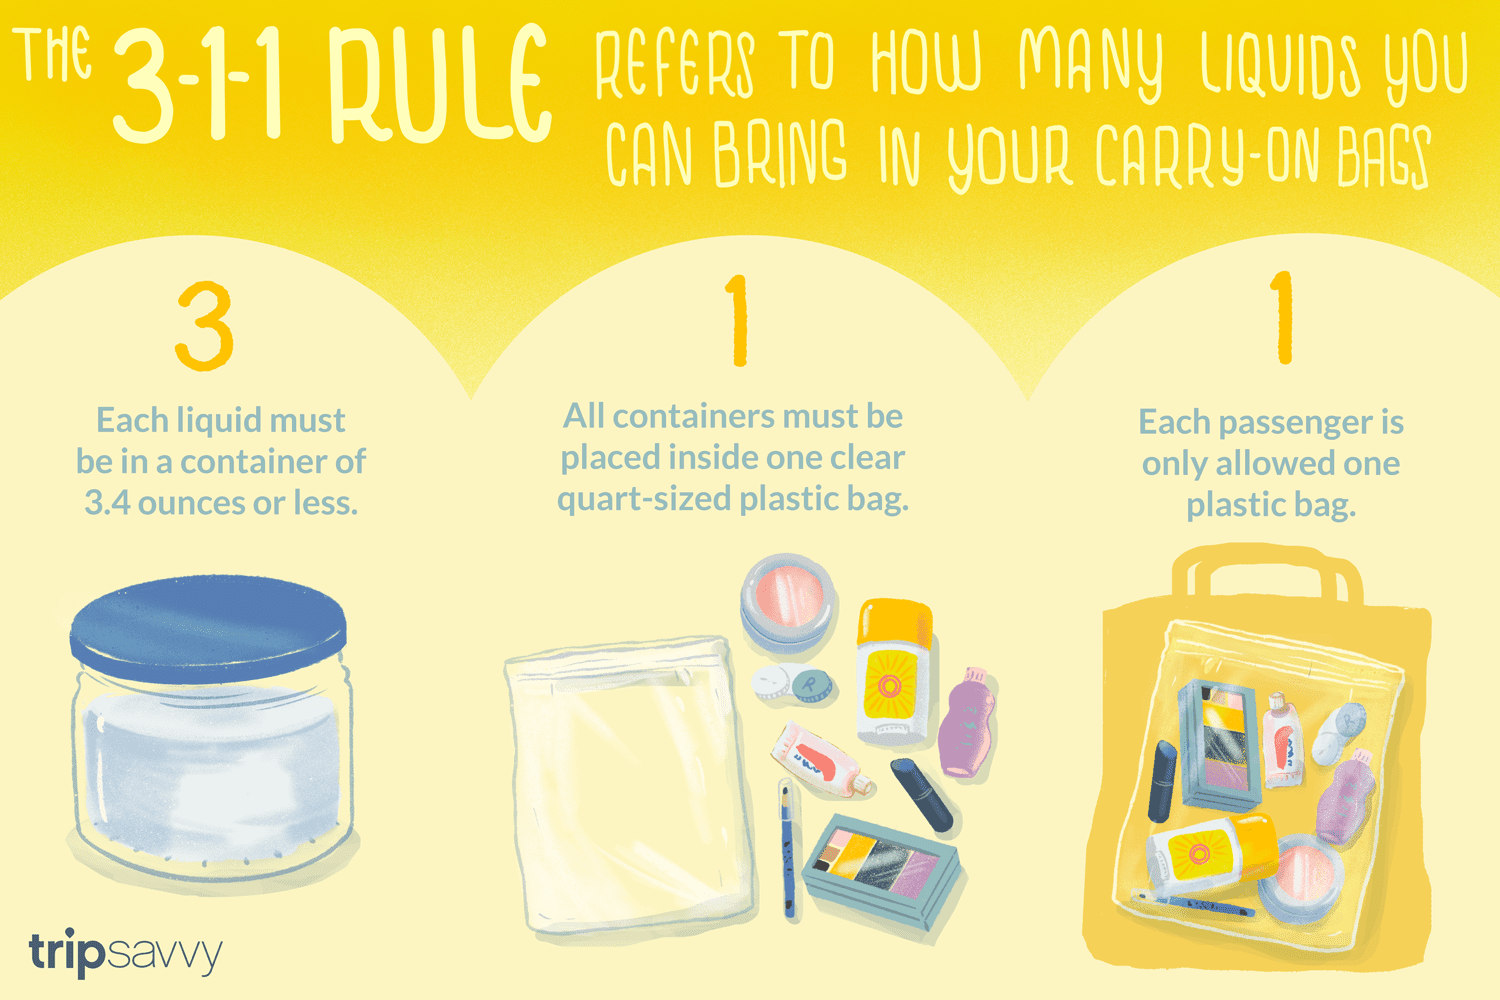 THE 3-1-1 RULE REFERS TO HOW MANY LIQUIDS YOU
CAN BRING IN YOUR CARRY-ON BAGS
3
Each liquid must
be in a container of
3.4 ounces or less.
1
All containers must be
placed inside one clear
quart-sized plastic bag.
1
Each passenger is
only allowed one
plastic bag.
R
R
tripsavvy